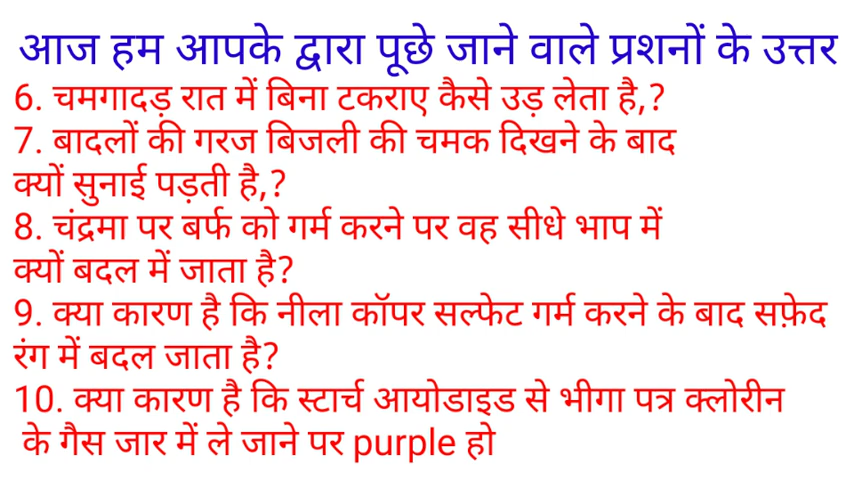 आज हम आपके द्वारा पूछे जाने वाले प्रशनों के उत्तर
6. चमगादड़ रात में बिना टकराए कैसे उड़ लेता है,?
7. बादलों की गरज बिजली की चमक दिखने के बाद
क्यों सुनाई पड़ती है,?
8. चंद्रमा पर बर्फ को गर्म करने पर वह सीधे भाप में
क्यों बदल में जाता है?
9. क्या कारण है कि नीला कॉपर सल्फेट गर्म करने के बाद सफ़ेद
रंग में बदल जाता है?
10. क्या कारण है कि स्टार्च आयोडाइड से भीगा पत्र क्लोरीन
के गैस जार में ले जाने पर purple हो